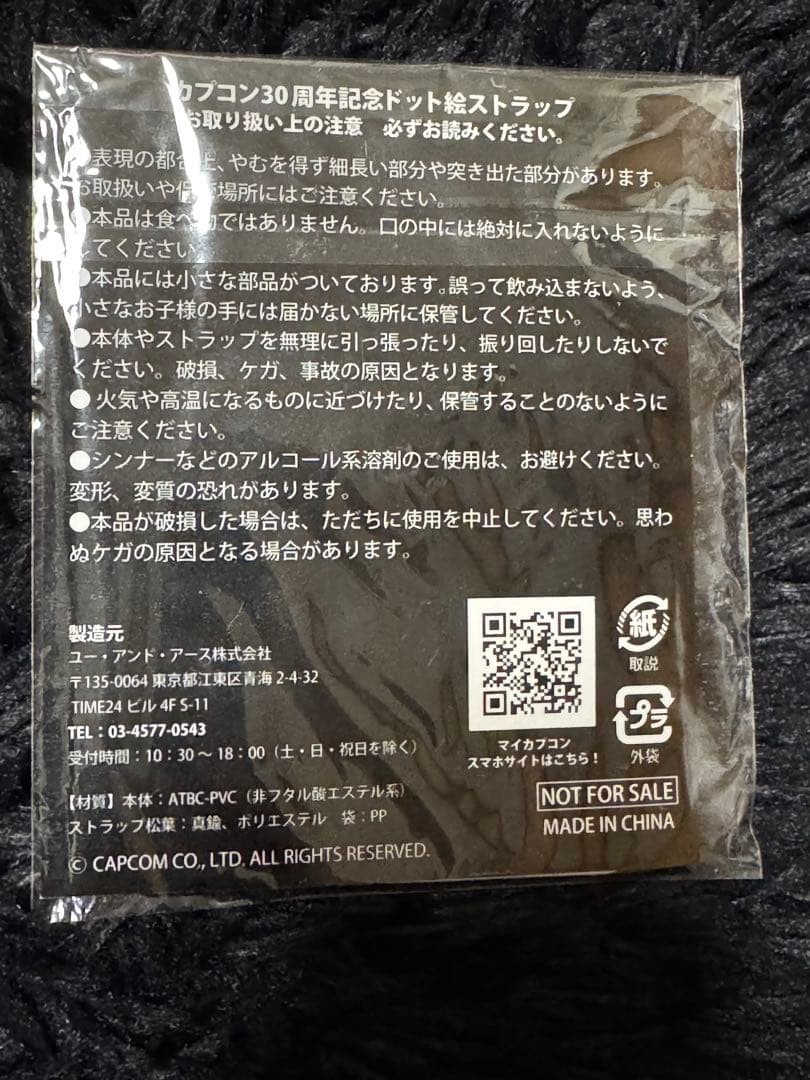 カプコン30周年記念ドット絵ストラップ
お取り扱い上の注意　必ずお読みください。
●表現の都合上、やむを得ず細長い部分や突き出た部分があります。
お取扱いや保管場所にはご注意ください。
●本品は食べ物ではありません。口の中には絶対に入れないように
してください。
●本品には小さな部品がついております。誤って飲み込まないよう、
小さなお子様の手には届かない場所に保管してください。
●本体やストラップを無理に引っ張ったり、振り回したりしないで
ください。破損、ケガ、事故の原因となります。
● 火気や高温になるものに近づけたり、保管することのないように
ご注意ください。
●シンナーなどのアルコール系溶剤のご使用は、お避けください。
変形、変質の恐れがあります。
●本品が破損した場合は、ただちに使用を中止してください。思わ
ぬケガの原因となる場合があります。
製造元
ユー・アンド・アース株式会社
〒135-0064 東京都江東区青海 2-4-32
TIME24 ビル 4F S-11
TEL：03-4577-0543
受付時間：10：30～18：00（土・日・祝日を除く）
【材質】本体：ATBC-PVC（非フタル酸エステル系）
ストラップ松葉：真鍮、ポリエステル　袋：PP
© CAPCOM CO., LTD. ALL RIGHTS RESERVED.
マイカプコン
スマホサイトはこちら！
紙
取説
プラ
外袋
NOT FOR SALE
MADE IN CHINA